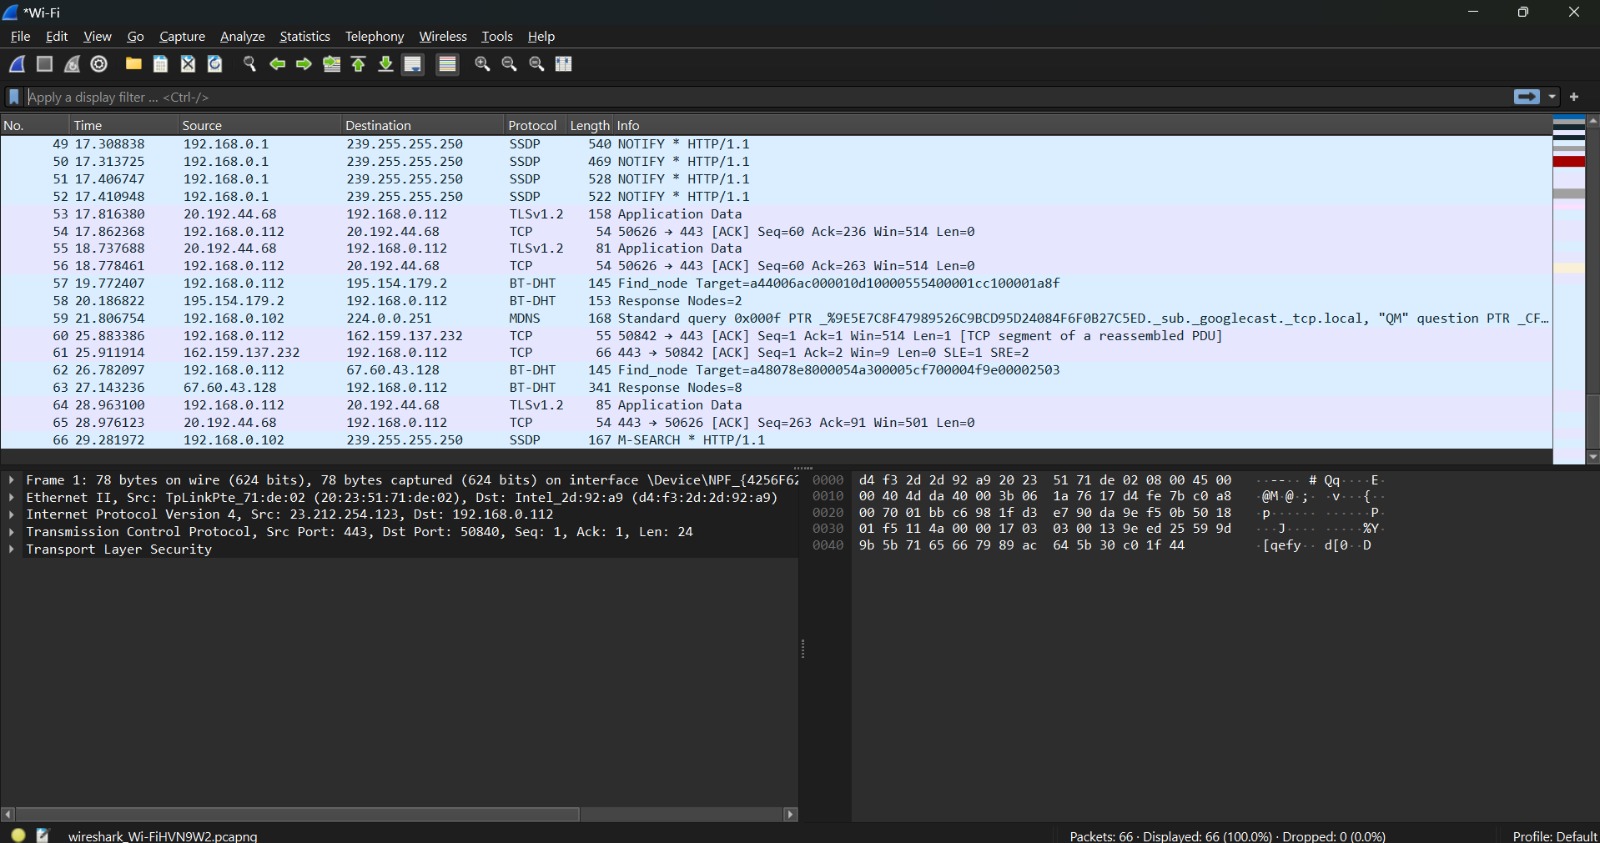 *Wi-Fi
File Edit View Go Capture Analyze Statistics Telephony Wireless Tools Help
Apply a display filter ... <Ctrl-/>
No. Time Source Destination Protocol Length Info
49 17.308838 192.168.0.1 239.255.255.250 SSDP 540 NOTIFY * HTTP/1.1
50 17.313725 192.168.0.1 239.255.255.250 SSDP 469 NOTIFY * HTTP/1.1
51 17.406747 192.168.0.1 239.255.255.250 SSDP 528 NOTIFY * HTTP/1.1
52 17.410948 192.168.0.1 239.255.255.250 SSDP 522 NOTIFY * HTTP/1.1
53 17.816380 20.192.44.68 192.168.0.112 TLSv1.2 158 Application Data
54 17.862368 192.168.0.112 20.192.44.68 TCP 54 50626 → 443 [ACK] Seq=60 Ack=236 Win=514 Len=0
55 18.737688 20.192.44.68 192.168.0.112 TLSv1.2 81 Application Data
56 18.778461 192.168.0.112 20.192.44.68 TCP 54 50626 → 443 [ACK] Seq=60 Ack=263 Win=514 Len=0
57 19.772407 192.168.0.112 195.154.179.2 BT-DHT 145 Find_node Target=a44006ac000010d10000555400001cc100001a8f
58 20.186822 195.154.179.2 192.168.0.112 BT-DHT 153 Response Nodes=2
59 21.806754 192.168.0.102 224.0.0.251 MDNS 168 Standard query 0x000f PTR _%9E5E7C8F47989526C9BCD95D24084F6F0B27C5ED._sub._googlecast._tcp.local, "QM" question PTR _CF…
60 25.883386 192.168.0.112 162.159.137.232 TCP 55 50842 → 443 [ACK] Seq=1 Ack=1 Win=514 Len=1 [TCP segment of a reassembled PDU]
61 25.911914 162.159.137.232 192.168.0.112 TCP 66 443 → 50842 [ACK] Seq=1 Ack=2 Win=9 Len=0 SLE=1 SRE=2
62 26.782097 192.168.0.112 67.60.43.128 BT-DHT 145 Find_node Target=a48078e8000054a300005cf700004f9e00002503
63 27.143236 67.60.43.128 192.168.0.112 BT-DHT 341 Response Nodes=8
64 28.963100 192.168.0.112 20.192.44.68 TLSv1.2 85 Application Data
65 28.976123 20.192.44.68 192.168.0.112 TCP 54 443 → 50626 [ACK] Seq=263 Ack=91 Win=501 Len=0
66 29.281972 192.168.0.102 239.255.255.250 SSDP 167 M-SEARCH * HTTP/1.1
Frame 1: 78 bytes on wire (624 bits), 78 bytes captured (624 bits) on interface \Device\NPF_{4256F62
Ethernet II, Src: TpLinkPte_71:de:02 (20:23:51:71:de:02), Dst: Intel_2d:92:a9 (d4:f3:2d:2d:92:a9)
Internet Protocol Version 4, Src: 23.212.254.123, Dst: 192.168.0.112
Transmission Control Protocol, Src Port: 443, Dst Port: 50840, Seq: 1, Ack: 1, Len: 24
Transport Layer Security
0000 d4 f3 2d 2d 92 a9 20 23 51 71 de 02 08 00 45 00 ··--·· # Qq····E·
0010 00 40 4d da 40 00 3b 06 1a 76 17 d4 fe 7b c0 a8 ·@M·@·;· ·v···{··
0020 00 70 01 bb c6 98 1f d3 e7 90 da 9e f5 0b 50 18 ·p······ ······P·
0030 01 f5 11 4a 00 00 17 03 03 00 13 9e ed 25 59 9d ···J···· ·····%Y·
0040 9b 5b 71 65 66 79 89 ac 64 5b 30 c0 1f 44 ·[qefy·· d[0··D
wireshark_Wi-FiHVN9W2.pcapng
Packets: 66 · Displayed: 66 (100.0%) · Dropped: 0 (0.0%)
Profile: Default